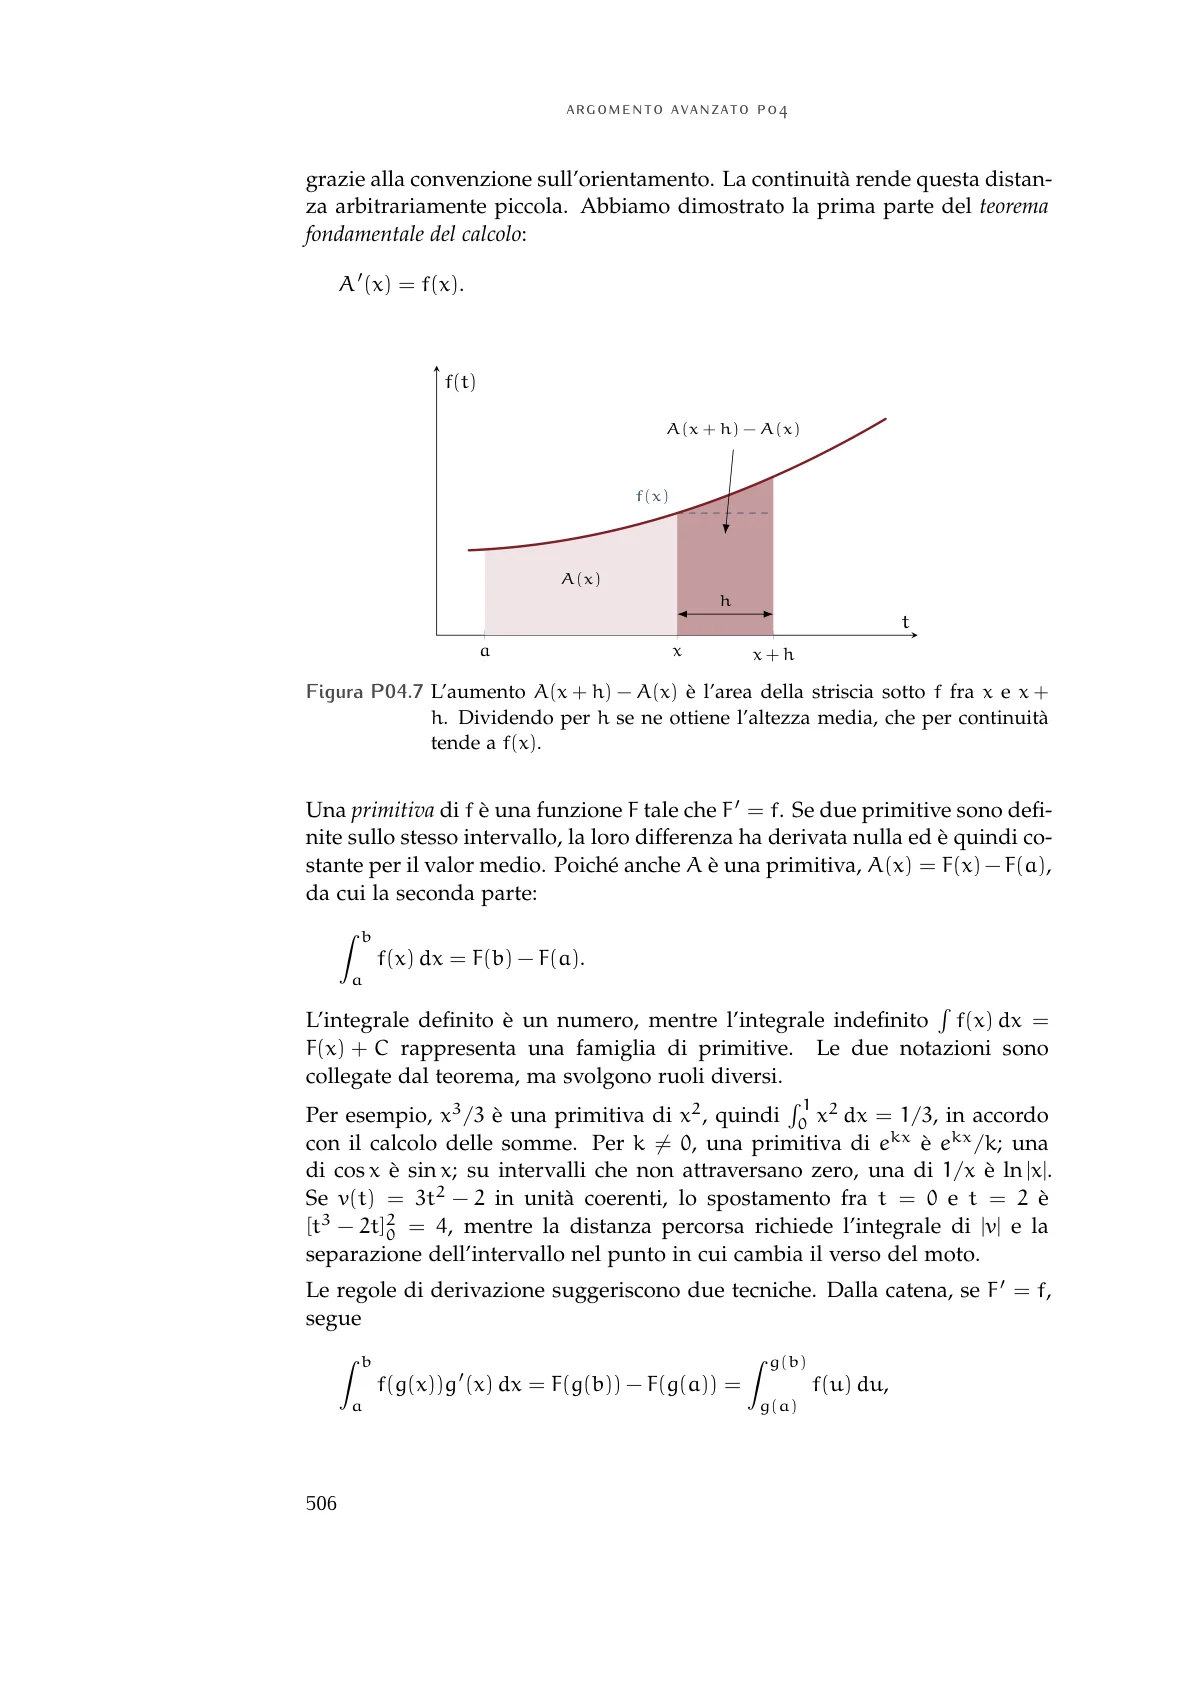 ARGOMENTO AVANZATO P04
grazie alla convenzione sull'orientamento. La continuità rende questa distan-
za arbitrariamente piccola. Abbiamo dimostrato la prima parte del teorema
fondamentale del calcolo:
A′(x) = f(x).
f(t)
A(x + h) − A(x)
f(x)
A(x)
h
t
a
x
x + h
Figura P04.7 L'aumento A(x + h) − A(x) è l'area della striscia sotto f fra x e x +
h. Dividendo per h se ne ottiene l'altezza media, che per continuità
tende a f(x).
Una primitiva di f è una funzione F tale che F′ = f. Se due primitive sono defi-
nite sullo stesso intervallo, la loro differenza ha derivata nulla ed è quindi co-
stante per il valor medio. Poiché anche A è una primitiva, A(x) = F(x) − F(a),
da cui la seconda parte:
∫_a^b f(x) dx = F(b) − F(a).
L'integrale definito è un numero, mentre l'integrale indefinito ∫ f(x) dx =
F(x) + C rappresenta una famiglia di primitive. Le due notazioni sono
collegate dal teorema, ma svolgono ruoli diversi.
Per esempio, x³/3 è una primitiva di x², quindi ∫_0^1 x² dx = 1/3, in accordo
con il calcolo delle somme. Per k ≠ 0, una primitiva di e^{kx} è e^{kx}/k; una
di cos x è sin x; su intervalli che non attraversano zero, una di 1/x è ln |x|.
Se v(t) = 3t² − 2 in unità coerenti, lo spostamento fra t = 0 e t = 2 è
[t³ − 2t]_0^2 = 4, mentre la distanza percorsa richiede l'integrale di |v| e la
separazione dell'intervallo nel punto in cui cambia il verso del moto.
Le regole di derivazione suggeriscono due tecniche. Dalla catena, se F′ = f,
segue
∫_a^b f(g(x))g′(x) dx = F(g(b)) − F(g(a)) = ∫_{g(a)}^{g(b)} f(u) du,
506